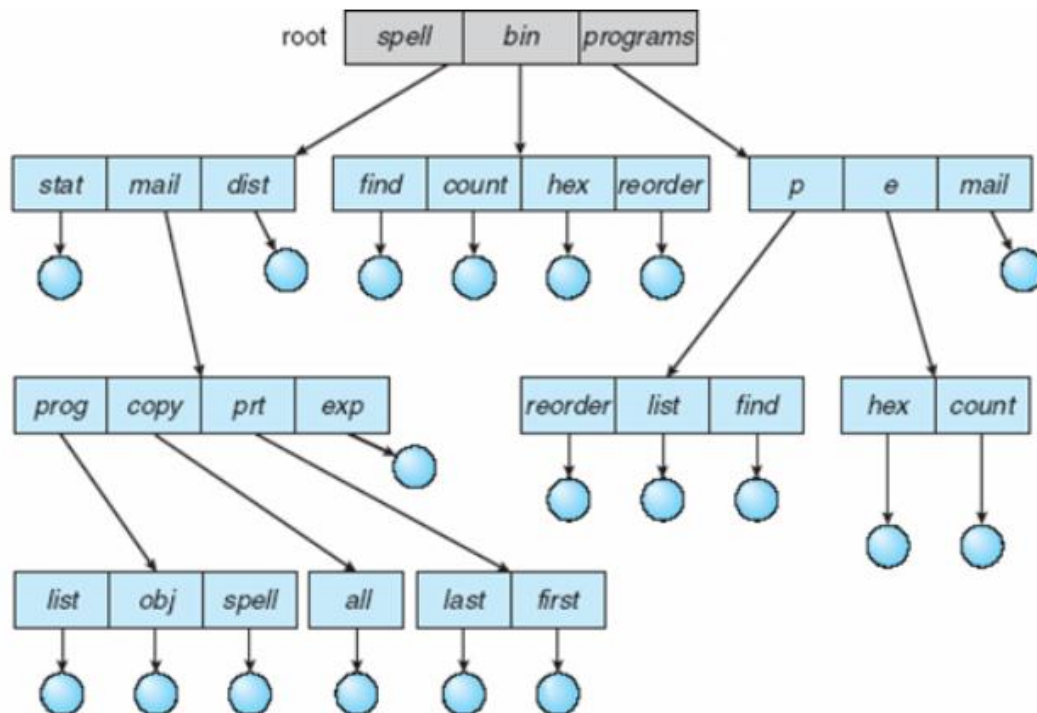 root spell bin programs
stat mail dist find count hex reorder p e mail
prog copy prt exp reorder list find hex count
list obj spell all last first